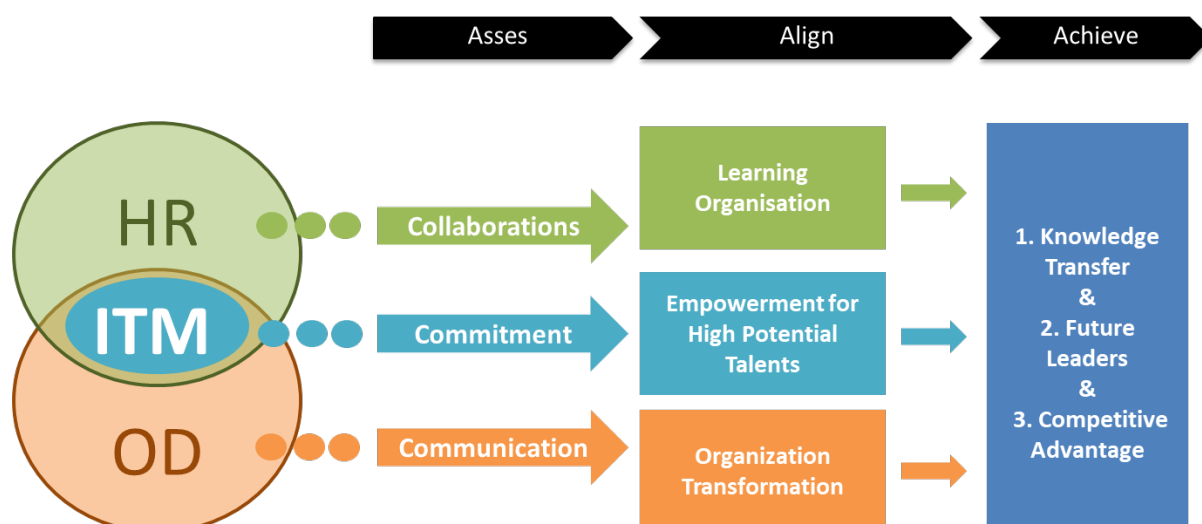 Asses
Align
Achieve
HR
ITM
OD
Collaborations
Commitment
Communication
Learning
Organisation
Empowerment for
High Potential
Talents
Organization
Transformation
1. Knowledge
Transfer
&
2. Future
Leaders
&
3. Competitive
Advantage